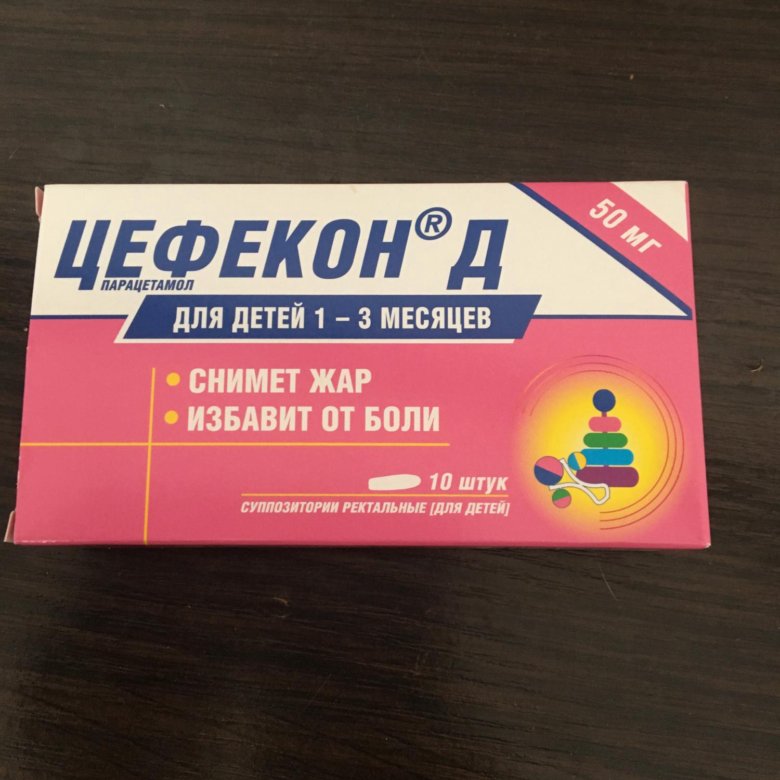 50 МГ
ЦЕФЕКОН® Д
ПАРАЦЕТАМОЛ
ДЛЯ ДЕТЕЙ 1 – 3 МЕСЯЦЕВ
• СНИМЕТ ЖАР
• ИЗБАВИТ ОТ БОЛИ
10 штук
СУППОЗИТОРИИ РЕКТАЛЬНЫЕ [ДЛЯ ДЕТЕЙ]